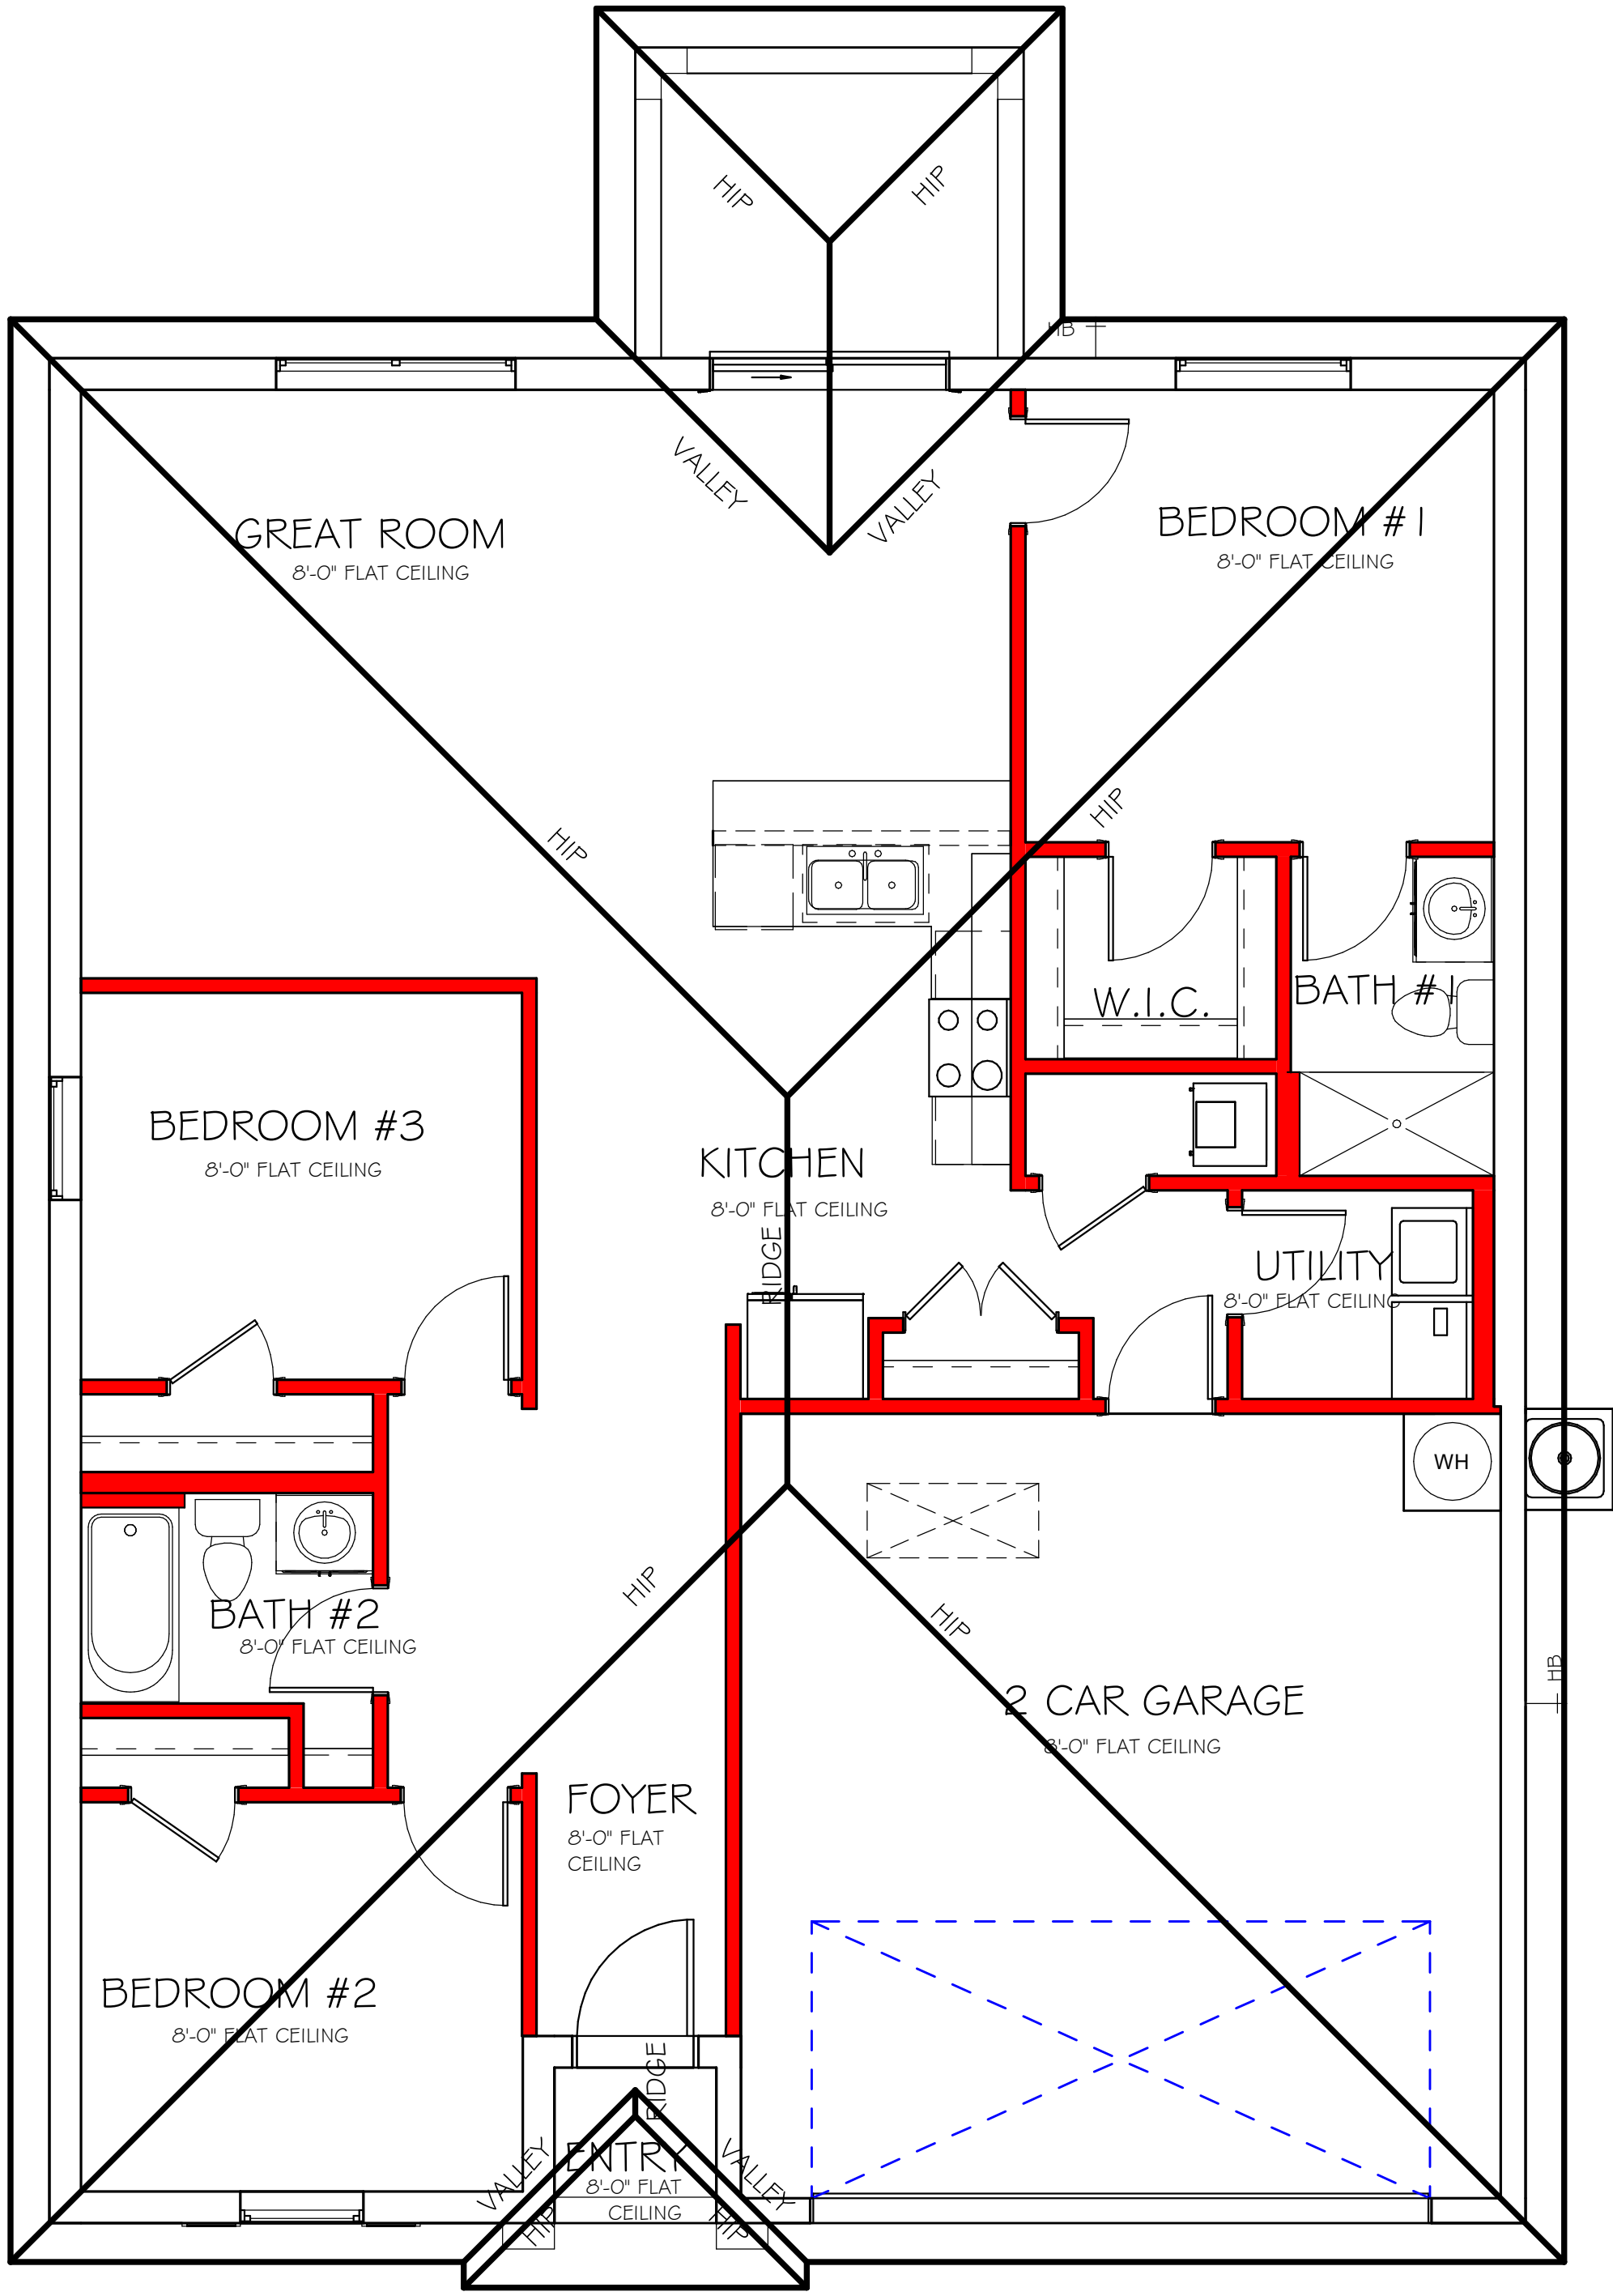 HIP
HIP
HB
VALLEY
VALLEY
GREAT ROOM
8'-0" FLAT CEILING
BEDROOM #1
8'-0" FLAT CEILING
HIP
HIP
W.I.C.
BATH #1
BEDROOM #3
8'-0" FLAT CEILING
KITCHEN
8'-0" FLAT CEILING
RIDGE
UTILITY
8'-0" FLAT CEILING
WH
HIP
HIP
BATH #2
8'-0" FLAT CEILING
HB
2 CAR GARAGE
8'-0" FLAT CEILING
FOYER
8'-0" FLAT
CEILING
BEDROOM #2
8'-0" FLAT CEILING
RIDGE
VALLEY
ENTRY
VALLEY
8'-0" FLAT
CEILING
HIP
HIP